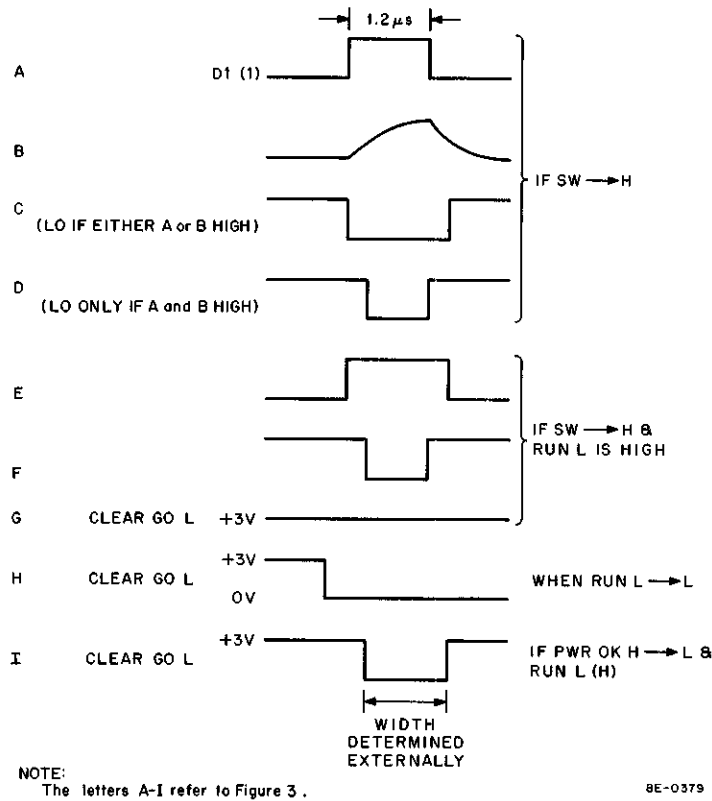 1.2 μs
A D1 (1)
B
IF SW → H
C
(LO IF EITHER A or B HIGH)
D
(LO ONLY IF A and B HIGH)
E
IF SW → H &
RUN L IS HIGH
F
G CLEAR GO L +3V
+3V
H CLEAR GO L WHEN RUN L → L
0V
+3V
I CLEAR GO L IF PWR OK H → L &
RUN L (H)
WIDTH
DETERMINED
EXTERNALLY
NOTE:
The letters A-I refer to Figure 3.
8E-0379